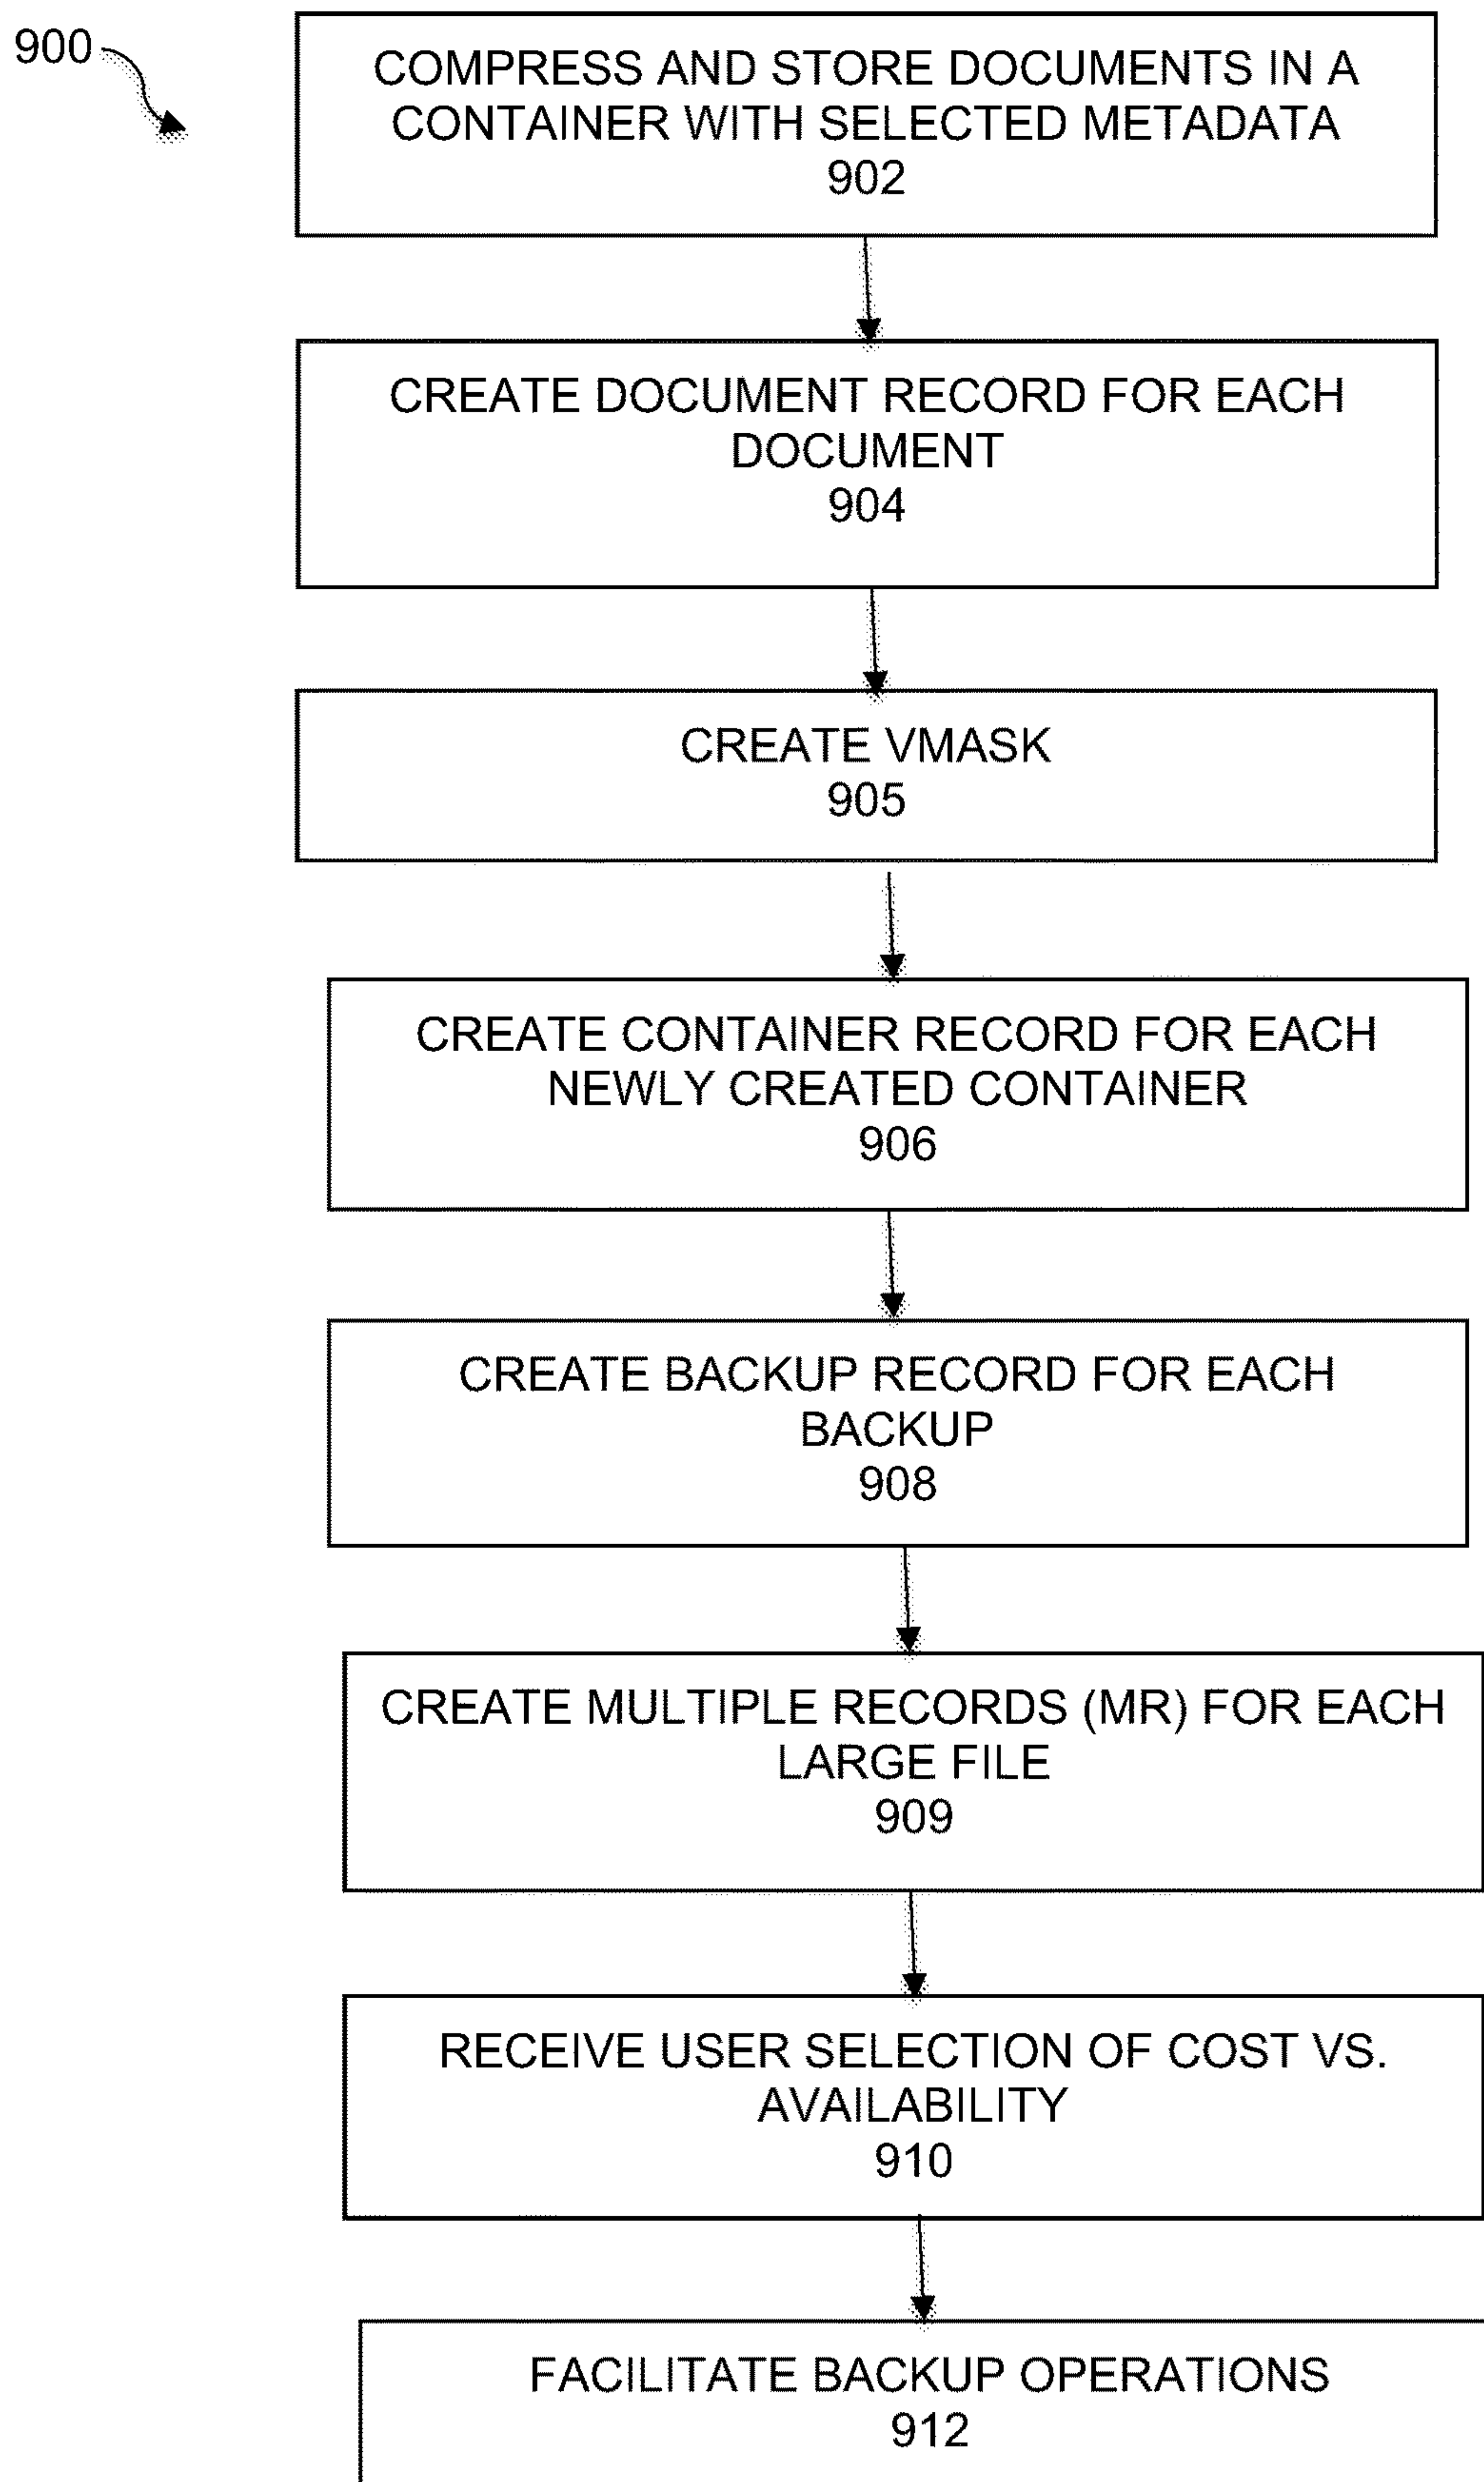 900
COMPRESS AND STORE DOCUMENTS IN A
CONTAINER WITH SELECTED METADATA
902
CREATE DOCUMENT RECORD FOR EACH
DOCUMENT
904
CREATE VMASK
905
CREATE CONTAINER RECORD FOR EACH
NEWLY CREATED CONTAINER
906
CREATE BACKUP RECORD FOR EACH
BACKUP
908
CREATE MULTIPLE RECORDS (MR) FOR EACH
LARGE FILE
909
RECEIVE USER SELECTION OF COST VS.
AVAILABILITY
910
FACILITATE BACKUP OPERATIONS
912